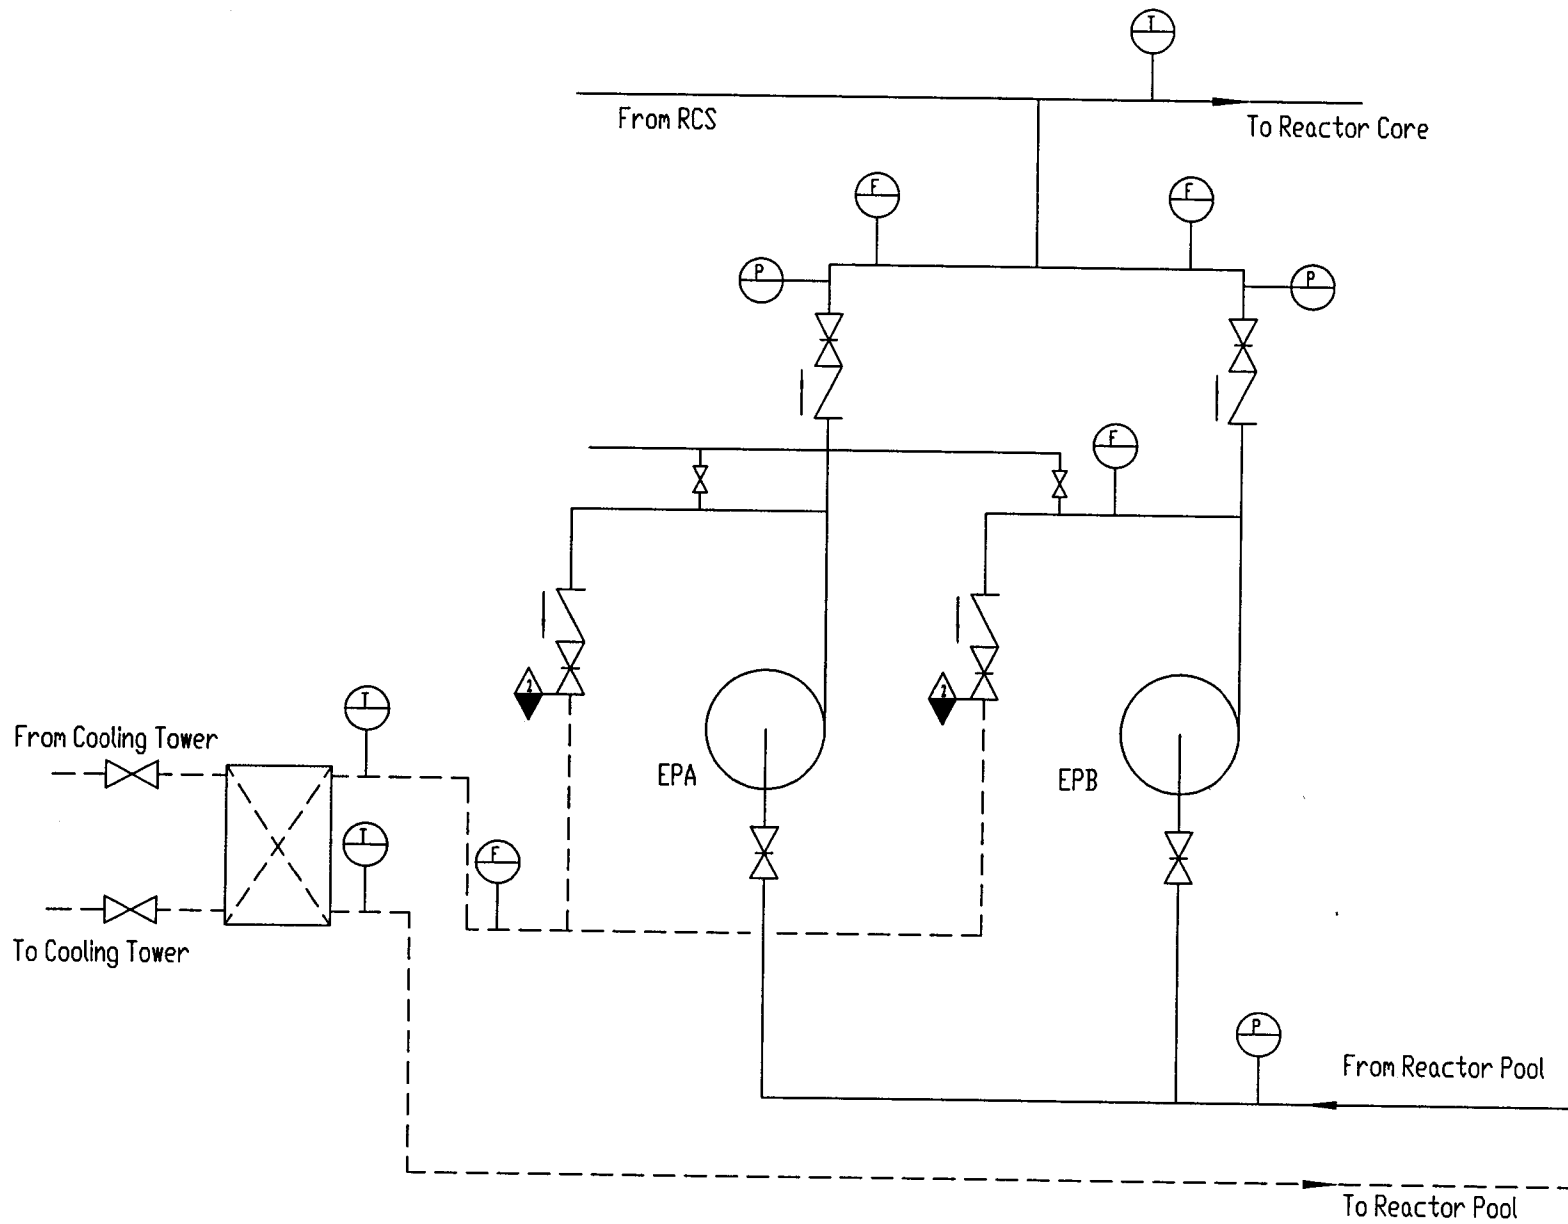 T
From RCS
To Reactor Core
F
F
P
P
F
2
2
T
From Cooling Tower
EPA
EPB
T
F
To Cooling Tower
P
From Reactor Pool
To Reactor Pool